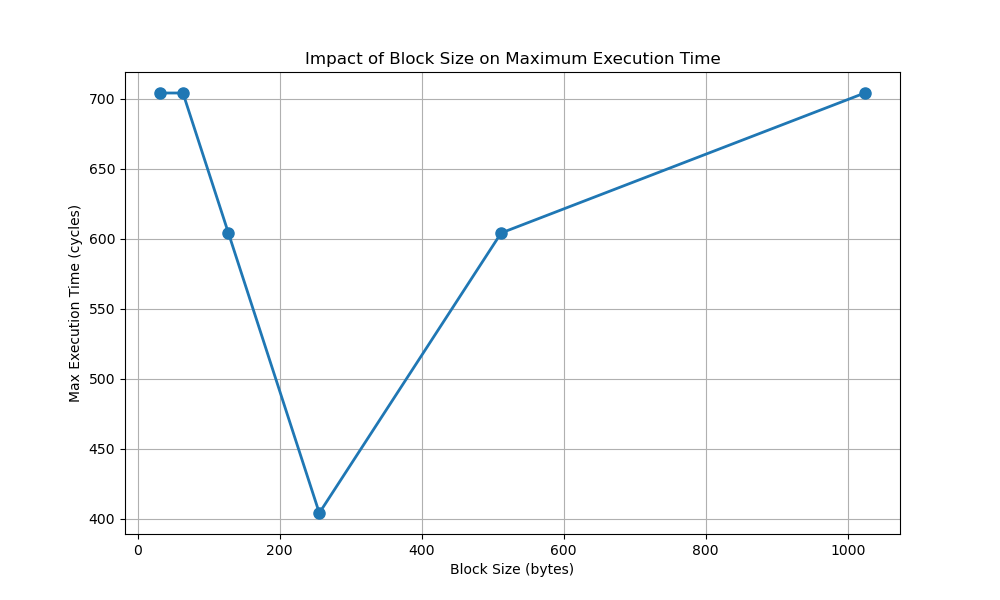 Impact of Block Size on Maximum Execution Time
Max Execution Time (cycles)
700
650
600
550
500
450
400
0 200 400 600 800 1000
Block Size (bytes)